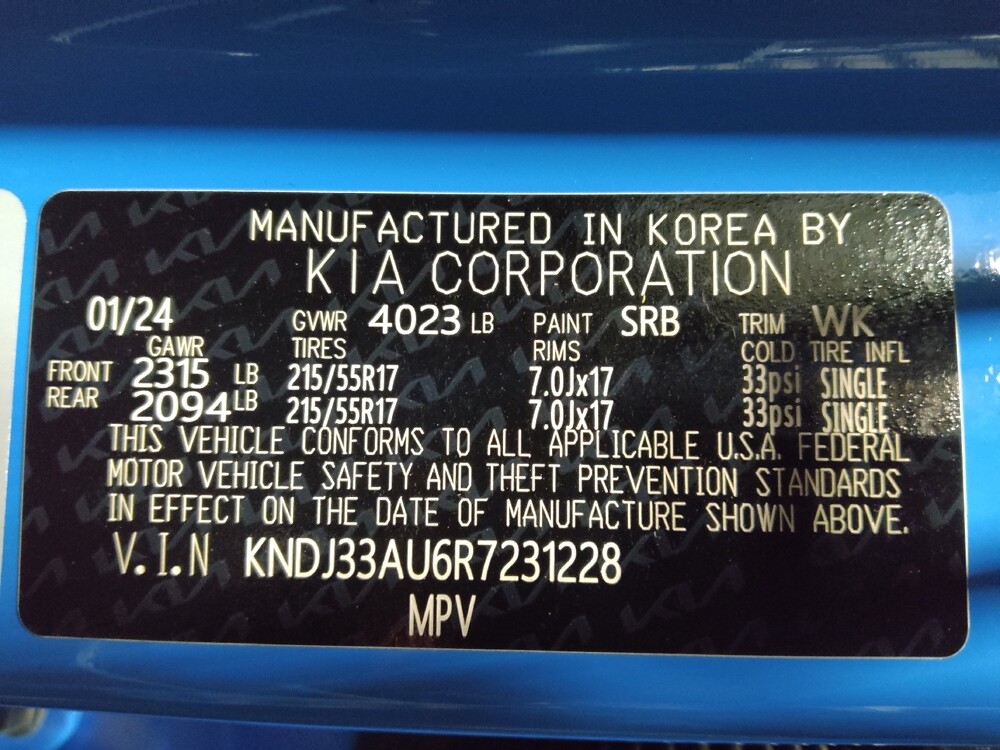 MANUFACTURED IN KOREA BY
KIA CORPORATION
01/24 GVWR 4023 LB PAINT SRB TRIM WK
GAWR TIRES RIMS COLD TIRE INFL
FRONT 2315 LB 215/55R17 7.0Jx17 33psi SINGLE
REAR 2094 LB 215/55R17 7.0Jx17 33psi SINGLE
THIS VEHICLE CONFORMS TO ALL APPLICABLE U.S.A. FEDERAL
MOTOR VEHICLE SAFETY AND THEFT PREVENTION STANDARDS
IN EFFECT ON THE DATE OF MANUFACTURE SHOWN ABOVE.
V.I.N KNDJ33AU6R7231228
MPV